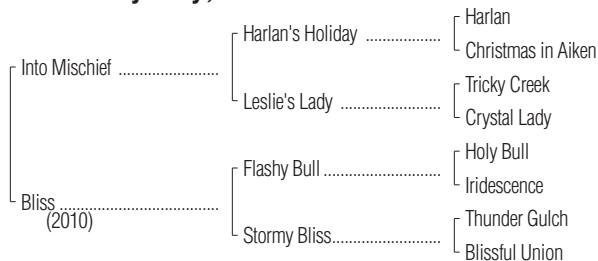 Harlan
Harlan's Holiday ..................
Christmas in Aiken
Into Mischief ........................
Tricky Creek
Leslie's Lady ........................
Crystal Lady
Holy Bull
Flashy Bull ............................
Iridescence
Bliss ......................................
(2010)
Thunder Gulch
Stormy Bliss..........................
Blissful Union